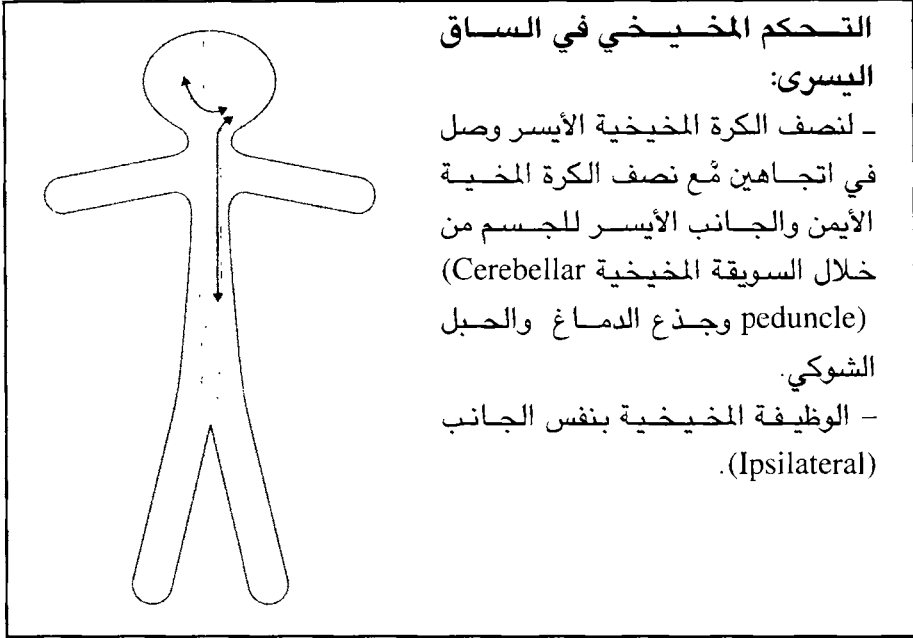 التحكم المخيخي في الساق
اليسرى:
ـ لنصف الكرة المخيخية الأيسر وصل
في اتجاهين مًع نصف الكرة المخية
الأيمن والجانب الأيسر للجسم من
خلال السويقة المخيخية Cerebellar)
peduncle) وجذع الدماغ والحبل
الشوكي.
– الوظيفة المخيخية بنفس الجانب
(Ipsilateral).